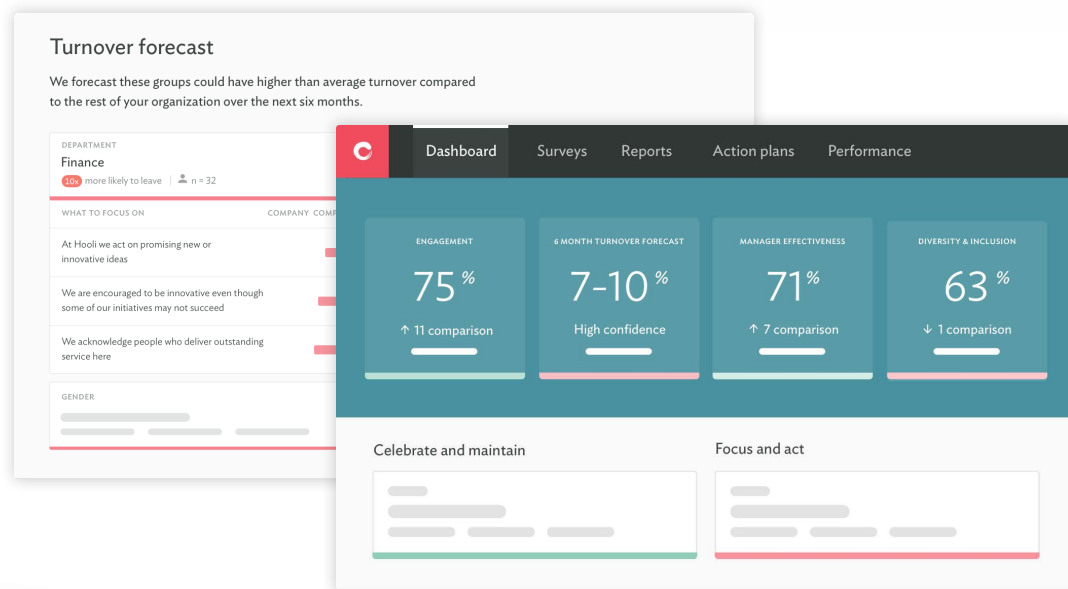 Turnover forecast
We forecast these groups could have higher than average turnover compared
to the rest of your organization over the next six months.
DEPARTMENT
Finance
10x more likely to leave | n = 32
WHAT TO FOCUS ON COMPANY COMP
At Hooli we act on promising new or
innovative ideas
We are encouraged to be innovative even though
some of our initiatives may not succeed
We acknowledge people who deliver outstanding
service here
GENDER
Dashboard Surveys Reports Action plans Performance
ENGAGEMENT
75 %
↑ 11 comparison
6 MONTH TURNOVER FORECAST
7-10 %
High confidence
MANAGER EFFECTIVENESS
71 %
↑ 7 comparison
DIVERSITY & INCLUSION
63 %
↓ 1 comparison
Celebrate and maintain
Focus and act